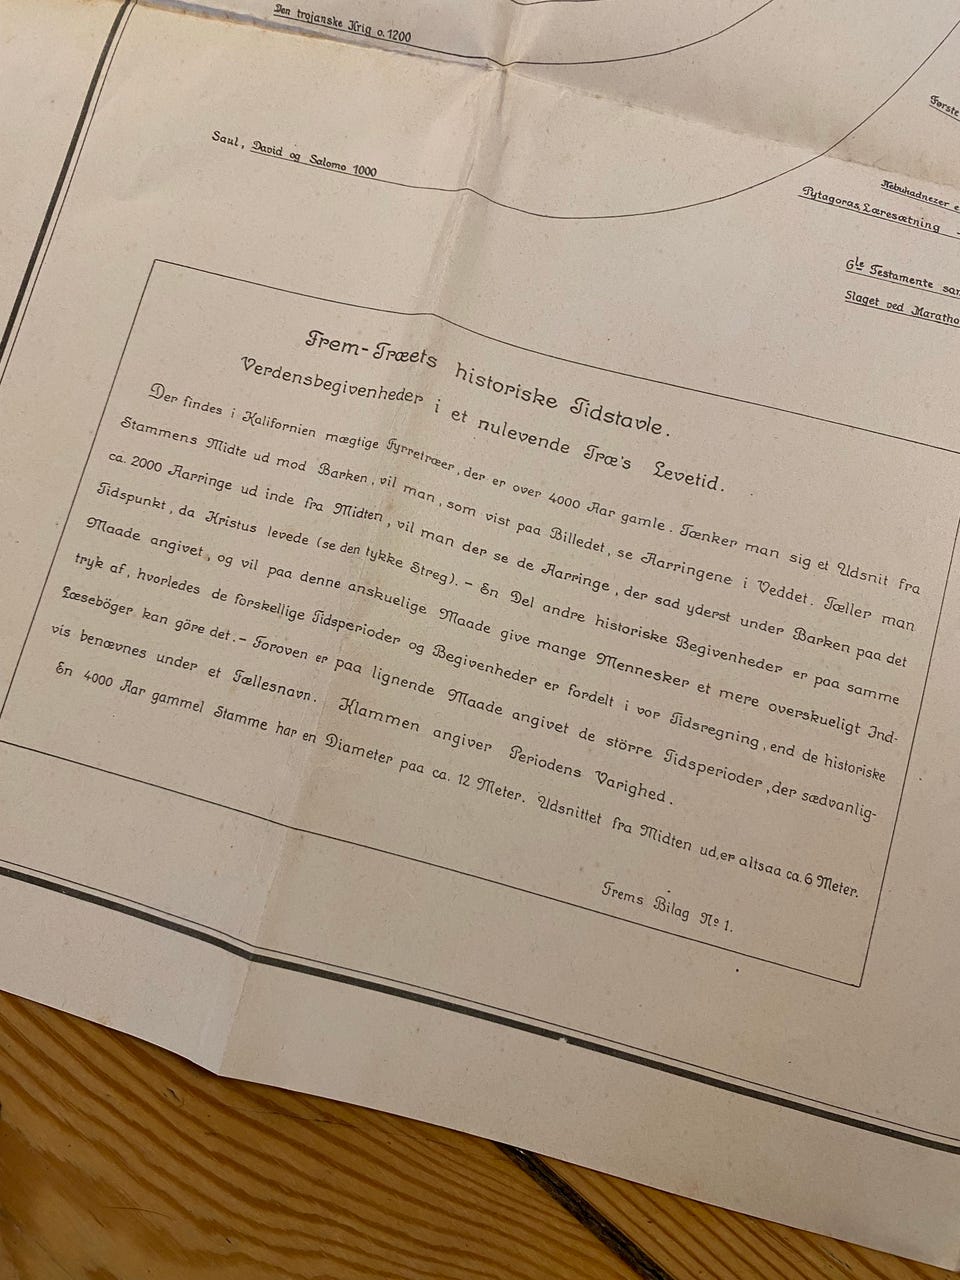 Den trojanske Krig o. 1200
Saul, David og Salomo 1000
Første
Nebukadnezer
Pytagoras Læresætning -
Gle Testamente
Slaget ved
Frem-Træets historiske Tidstavle.
Verdensbegivenheder i et nulevende Træ's Levetid.
Der findes i Kalifornien mægtige Fyrretræer, der er over 4000 Aar gamle. Tænker man sig et Udsnit fra
Stammens Midte ud mod Barken, vil man, som vist paa Billedet, se Aarringene i Veddet. Tæller man
ca. 2000 Aarringe ud inde fra Midten, vil man der se de Aarringe, der sad yderst under Barken paa det
Tidspunkt, da Kristus levede (se den tykke Streg). - En Del andre historiske Begivenheder er paa samme
Maade angivet, og vil paa denne anskuelige Maade give mange Mennesker et mere overskueligt Ind-
tryk af, hvorledes de forskellige Tidsperioder og Begivenheder er fordelt i vor Tidsregning, end de historiske
Læseböger kan göre det. - Foroven er paa lignende Maade angivet de större Tidsperioder, der sædvanlig-
vis benævnes under et Fællesnavn. Klammen angiver Periodens Varighed.
En 4000 Aar gammel Stamme har en Diameter paa ca. 12 Meter. Udsnittet fra Midten ud, er altsaa ca. 6 Meter.
Frems Bilag No 1.